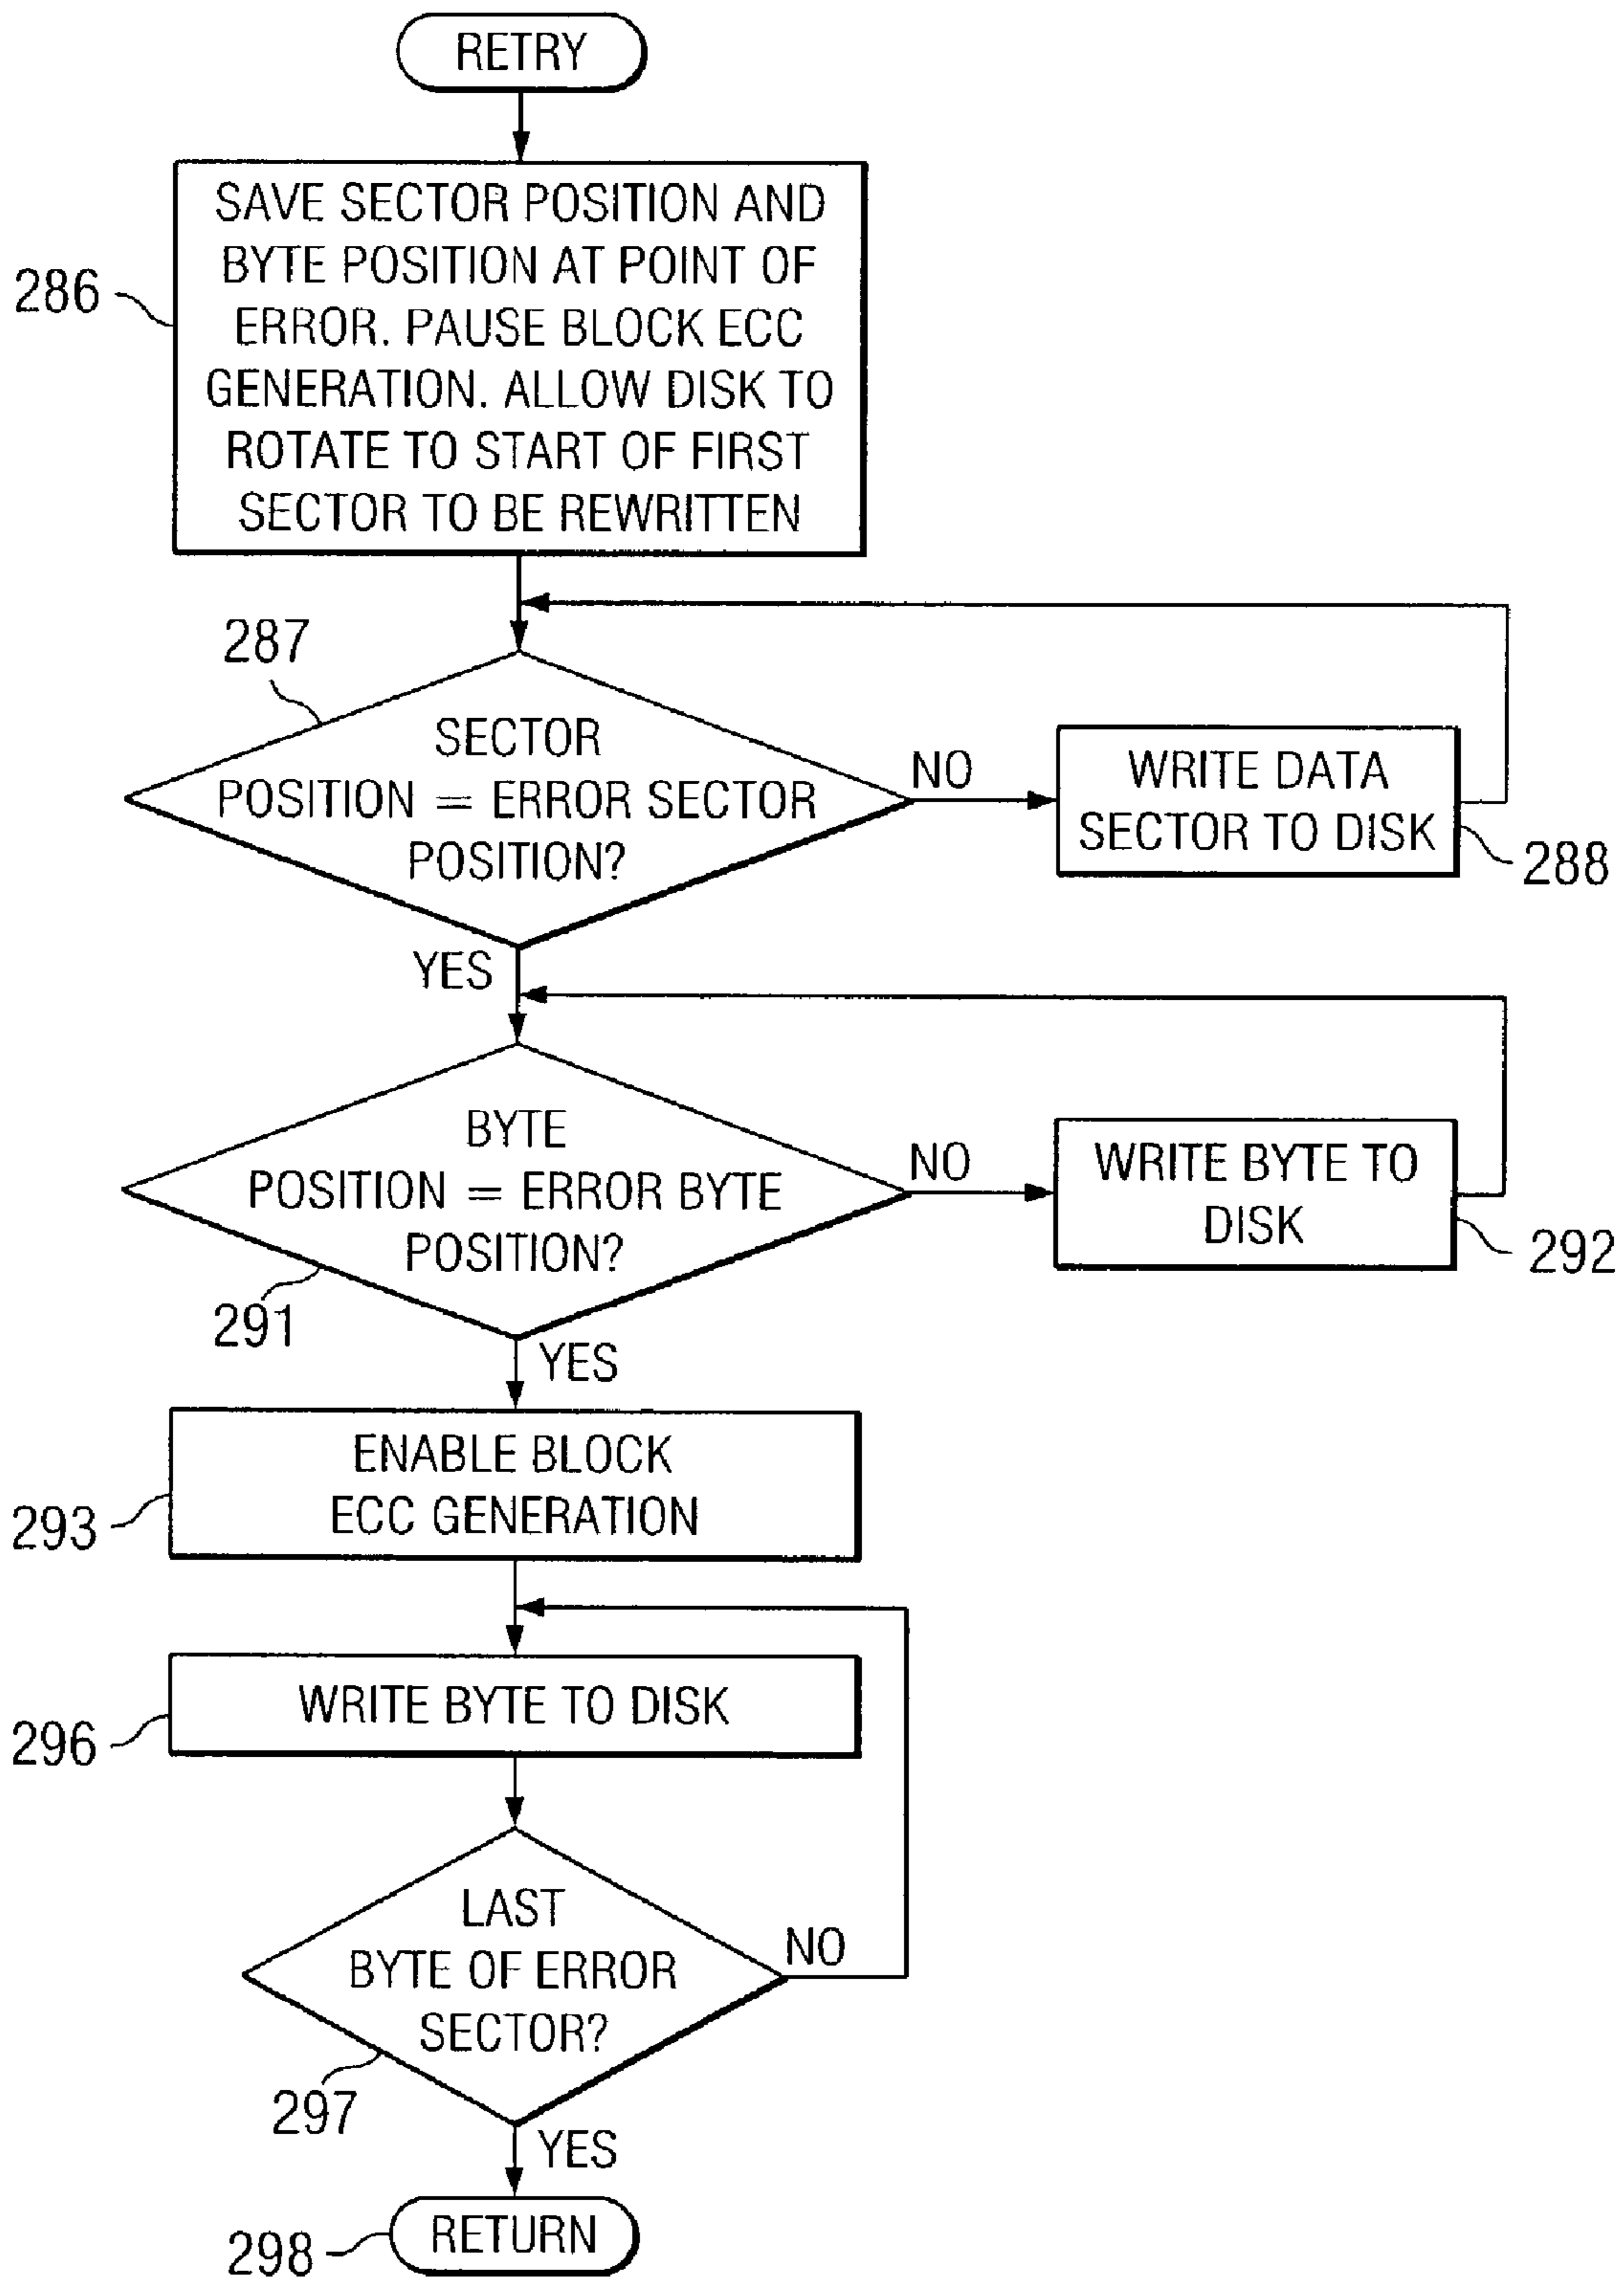 RETRY
SAVE SECTOR POSITION AND
BYTE POSITION AT POINT OF
ERROR. PAUSE BLOCK ECC
GENERATION. ALLOW DISK TO
ROTATE TO START OF FIRST
SECTOR TO BE REWRITTEN
286
287
SECTOR
POSITION = ERROR SECTOR
POSITION?
NO
WRITE DATA
SECTOR TO DISK
288
YES
BYTE
POSITION = ERROR BYTE
POSITION?
291
NO
WRITE BYTE TO
DISK
292
YES
ENABLE BLOCK
ECC GENERATION
293
WRITE BYTE TO DISK
296
LAST
BYTE OF ERROR
SECTOR?
NO
297
YES
RETURN
298